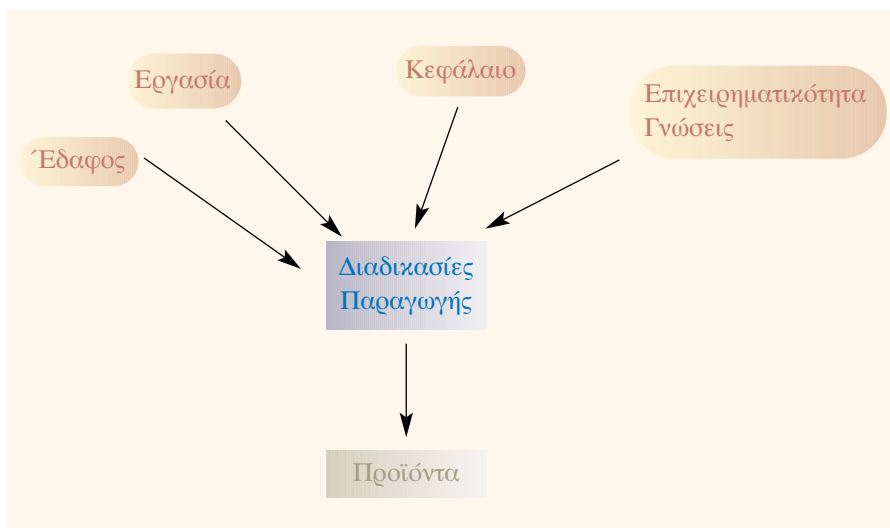 Εργασία
Κεφάλαιο
Επιχειρηματικότητα
Γνώσεις
Έδαφος
Διαδικασίες
Παραγωγής
Προϊόντα